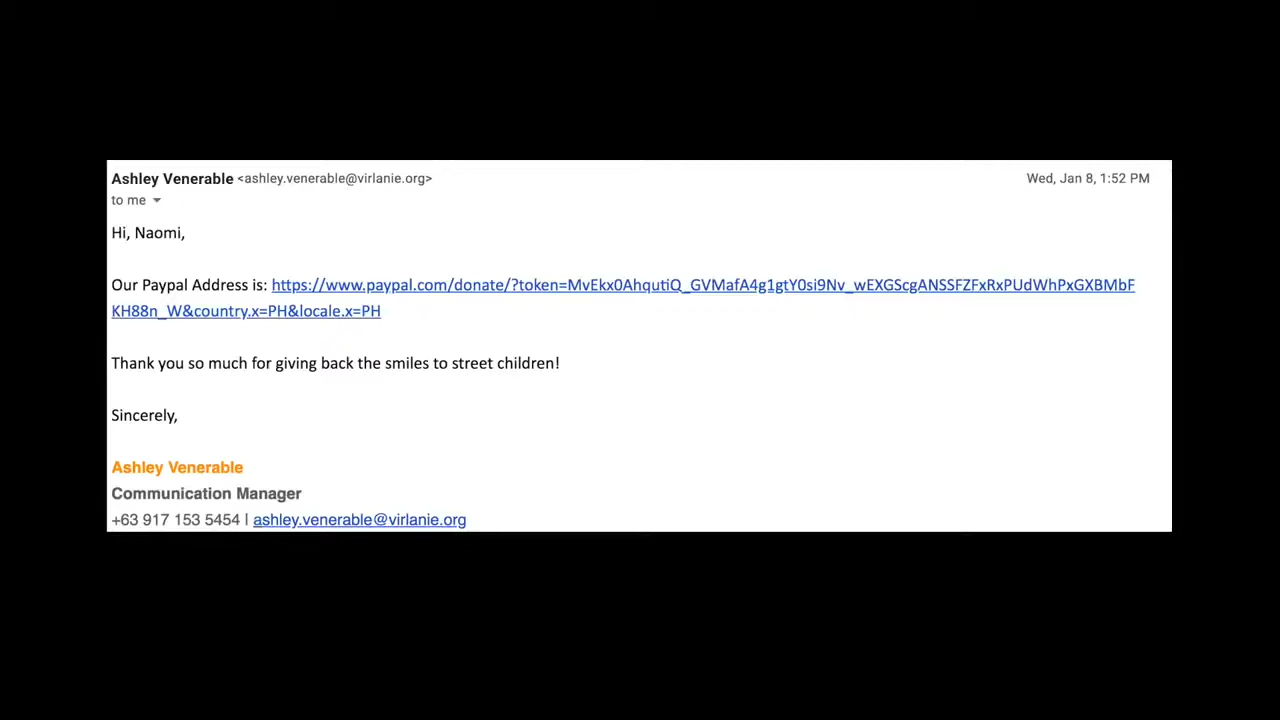 Ashley Venerable <ashley.venerable@virlanie.org> Wed, Jan 8, 1:52 PM
to me
Hi, Naomi,
Our Paypal Address is: https://www.paypal.com/donate/?token=MvEkx0AhqutiQ_GVMafA4g1gtY0si9Nv_wEXGScgANSSFZFxRxPUdWhPxGXBMbF
KH88n_W&country.x=PH&locale.x=PH
Thank you so much for giving back the smiles to street children!
Sincerely,
Ashley Venerable
Communication Manager
+63 917 153 5454 | ashley.venerable@virlanie.org